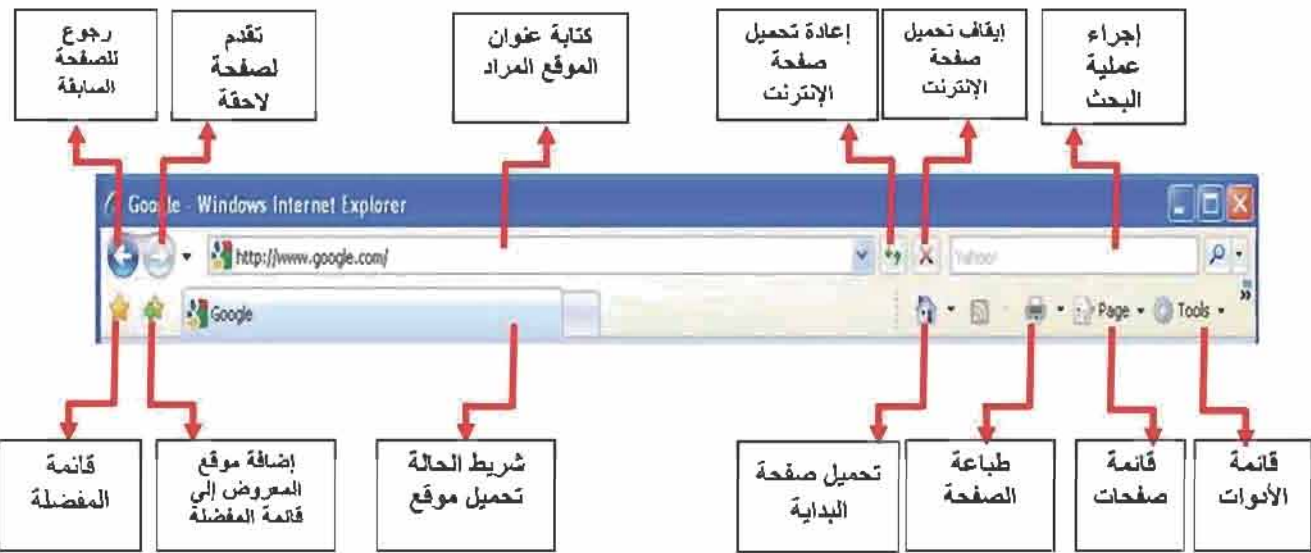 رجوع
للصفحة
السابقة
تقدم
لصفحة
لاحقة
كتابة عنوان
الموقع المراد
إعادة تحميل
صفحة
الإنترنت
إيقاف تحميل
صفحة
الإنترنت
إجراء
عملية
البحث
Google - Windows Internet Explorer
http://www.google.com/
Yahoo!
Google
Page
Tools
قائمة
المفضلة
إضافة موقع
المعروض إلى
قائمة المفضلة
شريط الحالة
تحميل موقع
تحميل صفحة
البداية
طباعة
الصفحة
قائمة
صفحات
قائمة
الأدوات